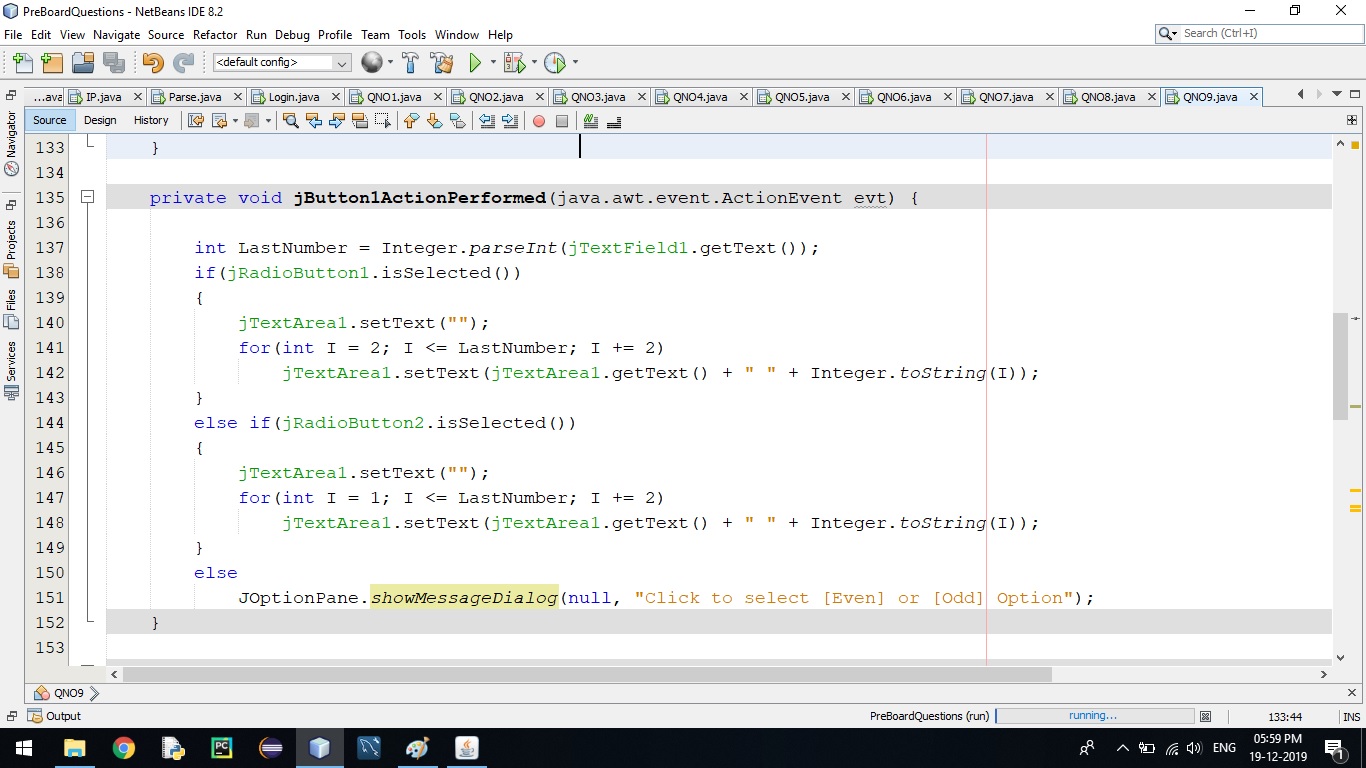 PreBoardQuestions - NetBeans IDE 8.2
File Edit View Navigate Source Refactor Run Debug Profile Team Tools Window Help
Search (Ctrl+I)
<default config>
...ava IP.java Parse.java Login.java QNO1.java QNO2.java QNO3.java QNO4.java QNO5.java QNO6.java QNO7.java QNO8.java QNO9.java
Source Design History
Navigator
Projects
Files
Services
133 }
134
135 private void jButton1ActionPerformed(java.awt.event.ActionEvent evt) {
136
137 int LastNumber = Integer.parseInt(jTextField1.getText());
138 if(jRadioButton1.isSelected())
139 {
140 jTextArea1.setText("");
141 for(int I = 2; I <= LastNumber; I += 2)
142 jTextArea1.setText(jTextArea1.getText() + " " + Integer.toString(I));
143 }
144 else if(jRadioButton2.isSelected())
145 {
146 jTextArea1.setText("");
147 for(int I = 1; I <= LastNumber; I += 2)
148 jTextArea1.setText(jTextArea1.getText() + " " + Integer.toString(I));
149 }
150 else
151 JOptionPane.showMessageDialog(null, "Click to select [Even] or [Odd] Option");
152 }
153
QNO9
Output PreBoardQuestions (run) running... 133:44 INS
PC
ENG
05:59 PM
19-12-2019
1